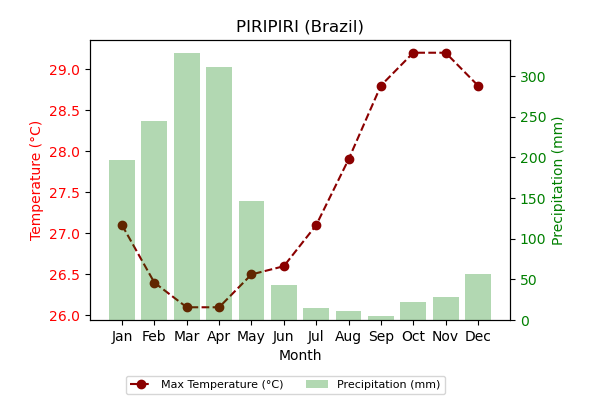 PIRIPIRI (Brazil)
29.0
28.5
28.0
27.5
27.0
26.5
26.0
Temperature (°C)
300
250
200
150
100
50
0
Precipitation (mm)
Jan Feb Mar Apr May Jun Jul Aug Sep Oct Nov Dec
Month
Max Temperature (°C) Precipitation (mm)